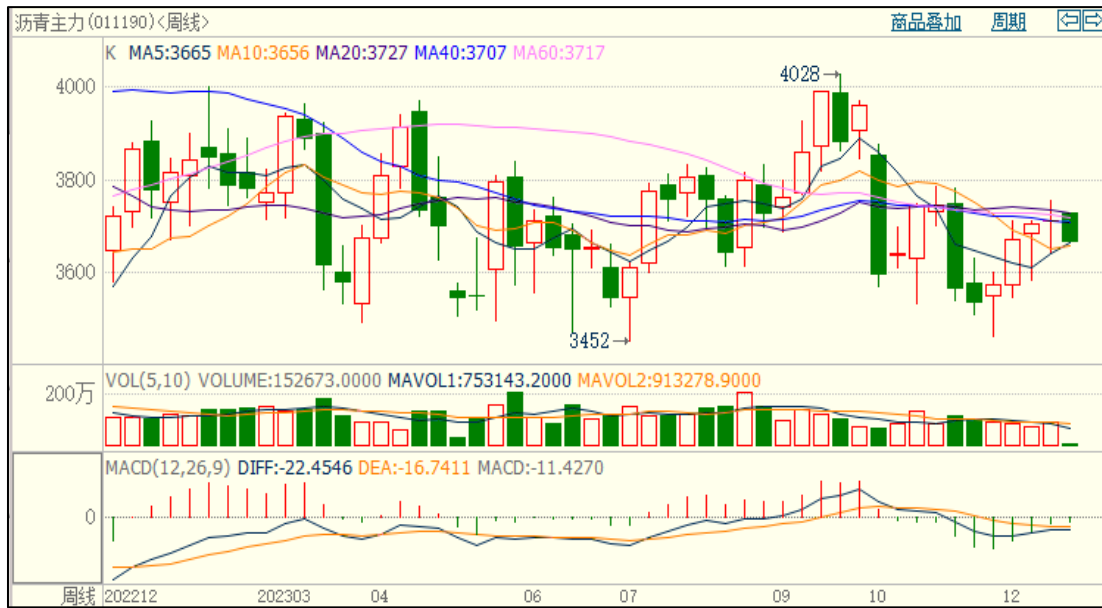 沥青主力(011190)<周线> 商品叠加 周期
K MA5:3665 MA10:3656 MA20:3727 MA40:3707 MA60:3717
4028
4000
3800
3600
3452
VOL(5,10) VOLUME:152673.0000 MAVOL1:753143.2000 MAVOL2:913278.9000
200万
MACD(12,26,9) DIFF:-22.4546 DEA:-16.7411 MACD:-11.4270
0
周线 202212 202303 04 06 07 09 10 12